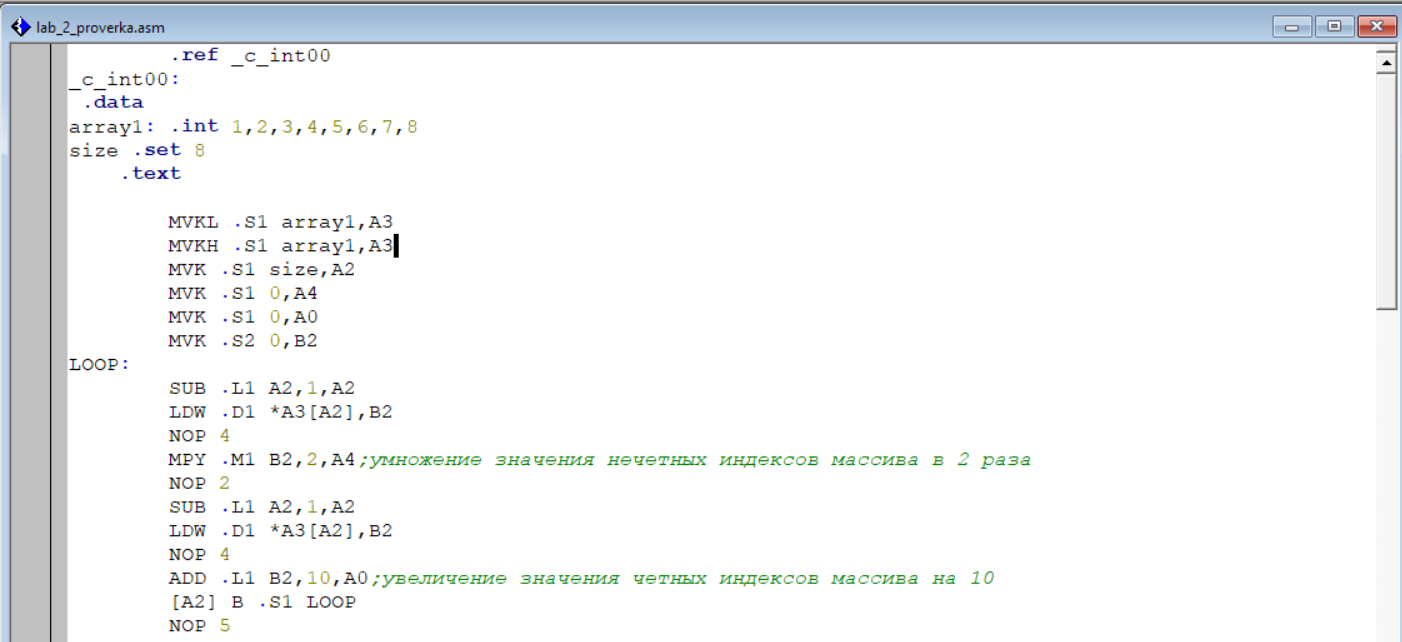 lab_2_proverka.asm
.ref _c_int00
_c_int00:
.data
array1: .int 1,2,3,4,5,6,7,8
size .set 8
.text
MVKL .S1 array1,A3
MVKH .S1 array1,A3
MVK .S1 size,A2
MVK .S1 0,A4
MVK .S1 0,A0
MVK .S2 0,B2
LOOP:
SUB .L1 A2,1,A2
LDW .D1 *A3[A2],B2
NOP 4
MPY .M1 B2,2,A4;умножение значения нечетных индексов массива в 2 раза
NOP 2
SUB .L1 A2,1,A2
LDW .D1 *A3[A2],B2
NOP 4
ADD .L1 B2,10,A0;увеличение значения четных индексов массива на 10
[A2] B .S1 LOOP
NOP 5